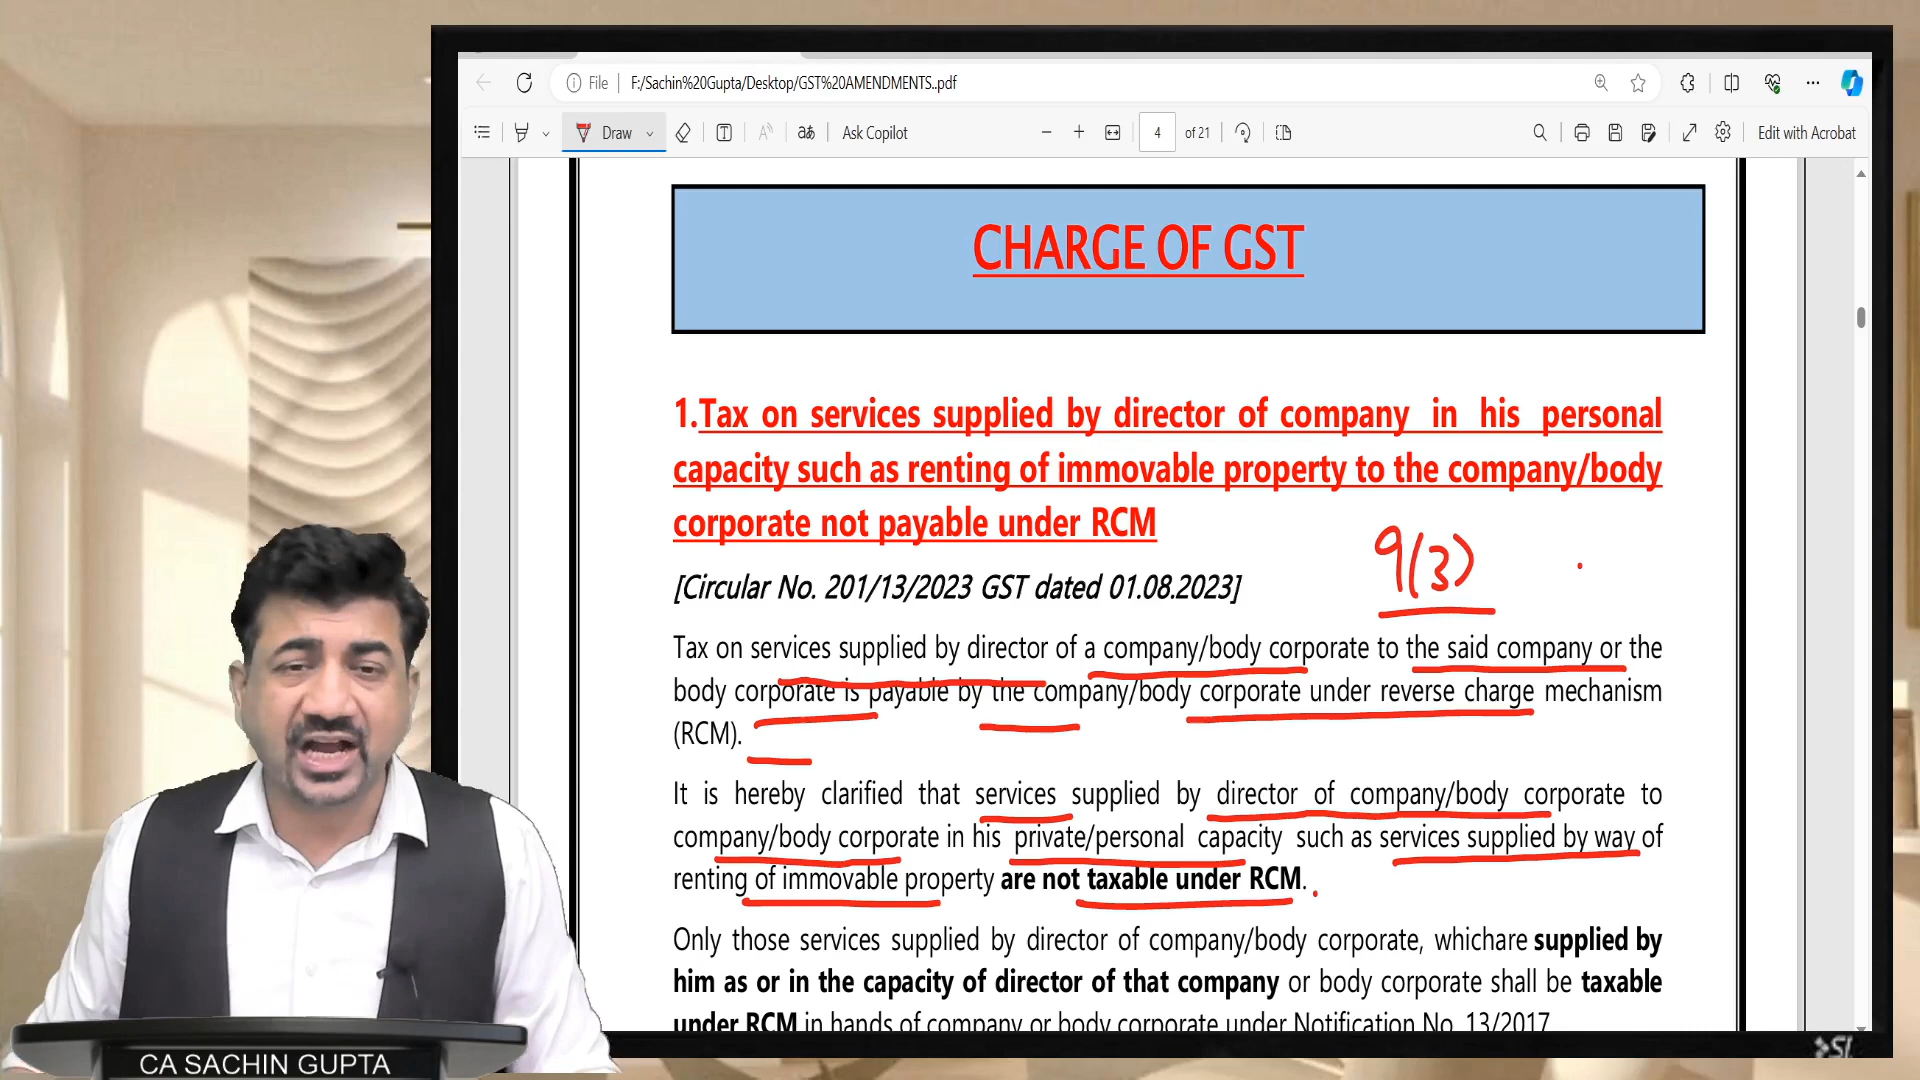 File
F:/Sachin%20Gupta/Desktop/GST%20AMENDMENTS..pdf
Draw
Ask Copilot
4
of 21
Edit with Acrobat
CHARGE OF GST
1.Tax on services supplied by director of company in his personal
capacity such as renting of immovable property to the company/body
corporate not payable under RCM
9(3)
[Circular No. 201/13/2023 GST dated 01.08.2023]
Tax on services supplied by director of a company/body corporate to the said company or the
body corporate is payable by the company/body corporate under reverse charge mechanism
(RCM).
It is hereby clarified that services supplied by director of company/body corporate to
company/body corporate in his private/personal capacity such as services supplied by way of
renting of immovable property are not taxable under RCM.
Only those services supplied by director of company/body corporate, whichare supplied by
him as or in the capacity of director of that company or body corporate shall be taxable
under RCM in hands of company or body corporate under Notification No. 13/2017
CA SACHIN GUPTA